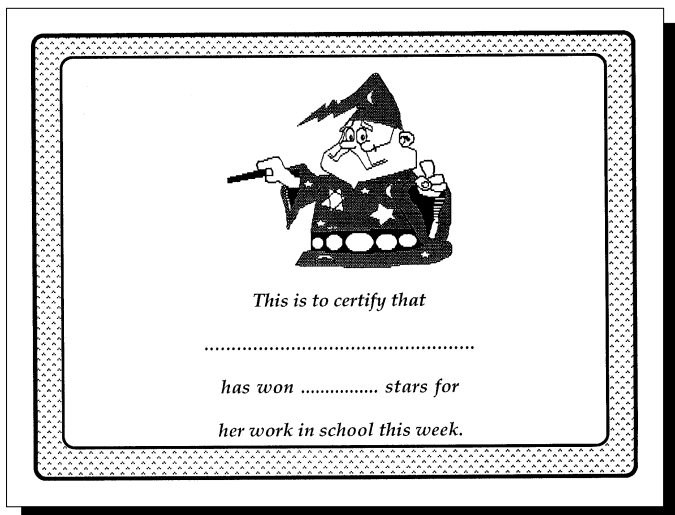 This is to certify that
..................................................
has won ................ stars for
her work in school this week.